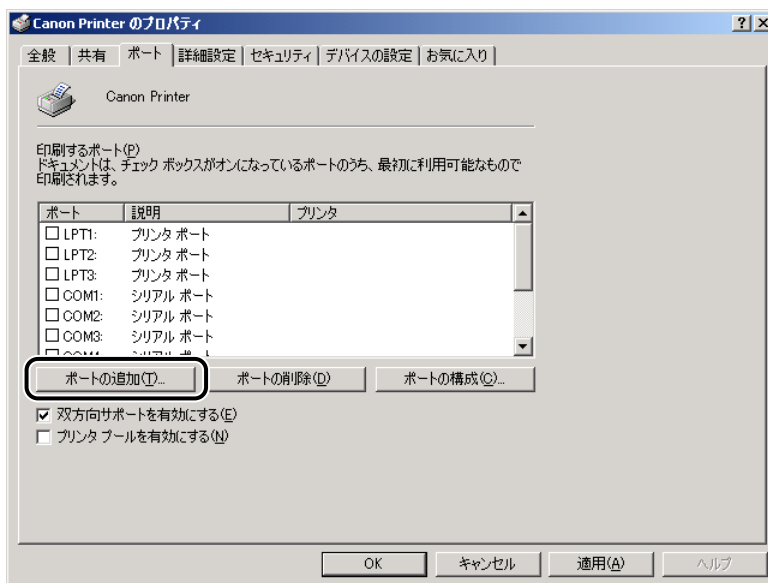 Canon Printer のプロパティ
全般 共有 ポート 詳細設定 セキュリティ デバイスの設定 お気に入り
Canon Printer
印刷するポート(P)
ドキュメントは、チェック ボックスがオンになっているポートのうち、最初に利用可能なもので
印刷されます。
ポート 説明 プリンタ
LPT1: プリンタ ポート
LPT2: プリンタ ポート
LPT3: プリンタ ポート
COM1: シリアル ポート
COM2: シリアル ポート
COM3: シリアル ポート
ポートの追加(T)... ポートの削除(D) ポートの構成(C)...
双方向サポートを有効にする(E)
プリンタ プールを有効にする(N)
OK キャンセル 適用(A) ヘルプ